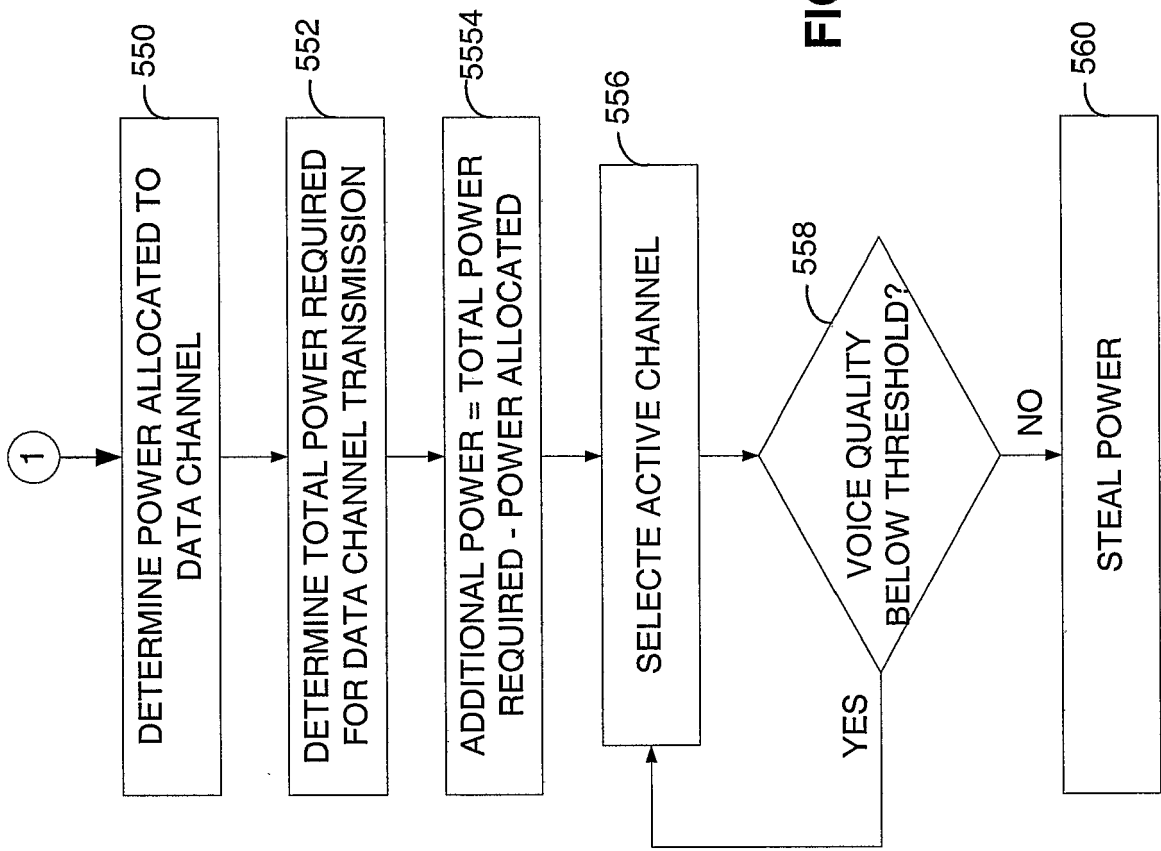 1
550
DETERMINE POWER ALLOCATED TO
DATA CHANNEL
552
DETERMINE TOTAL POWER REQUIRED
FOR DATA CHANNEL TRANSMISSION
5554
ADDITIONAL POWER = TOTAL POWER
REQUIRED - POWER ALLOCATED
556
SELECTE ACTIVE CHANNEL
558
VOICE QUALITY
BELOW THRESHOLD?
YES
NO
560
STEAL POWER